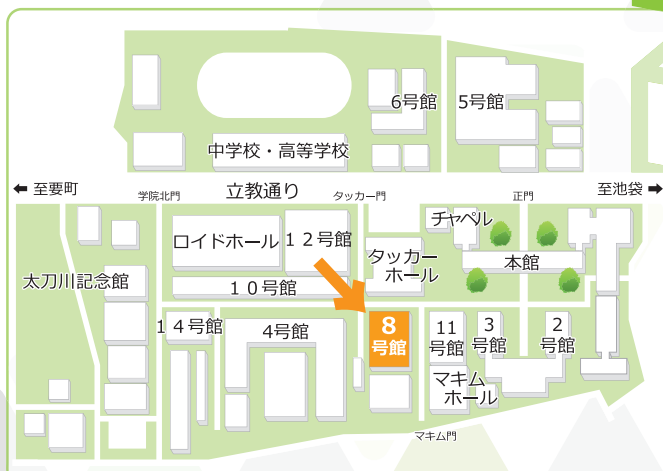 6号館
5号館
中学校・高等学校
← 至要町
学院北門
立教通り
タッカー門
正門
至池袋 →
チャペル
ロイドホール
12号館
タッカー
ホール
本館
太刀川記念館
10号館
14号館
4号館
8
号館
11
号館
3
号館
2
号館
マキム
ホール
マキム門